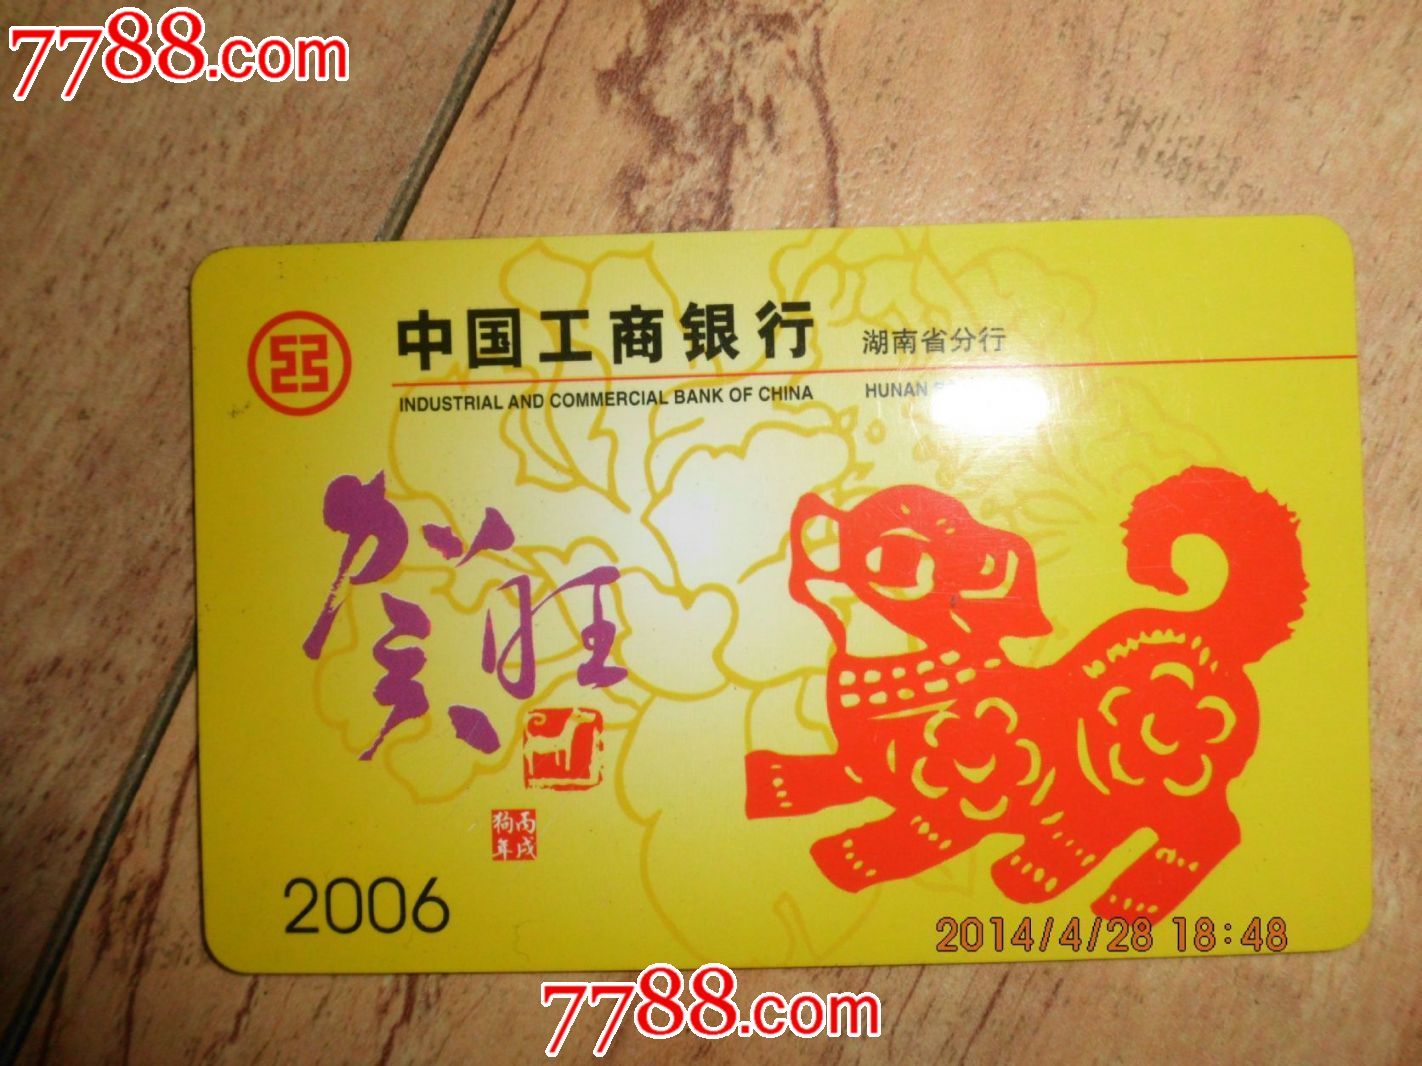 7788.com
中国工商银行 湖南省分行
INDUSTRIAL AND COMMERCIAL BANK OF CHINA HUNAN
贺旺
丙戌
狗年
2006
2014/4/28 18:48
7788.com